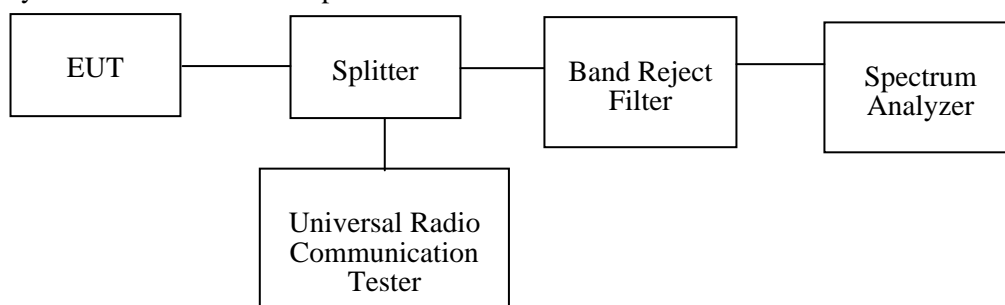 EUT
Splitter
Band Reject
Filter
Spectrum
Analyzer
Universal Radio
Communication
Tester